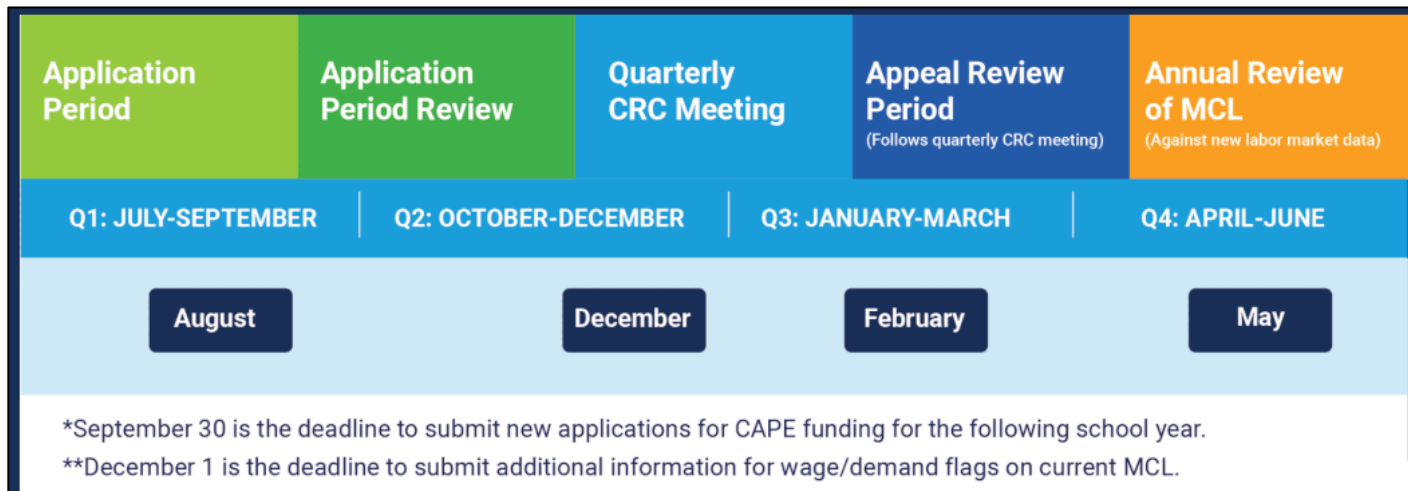 Application
Period
Application
Period Review
Quarterly
CRC Meeting
Appeal Review
Period
(Follows quarterly CRC meeting)
Annual Review
of MCL
(Against new labor market data)
Q1: JULY-SEPTEMBER
Q2: OCTOBER-DECEMBER
Q3: JANUARY-MARCH
Q4: APRIL-JUNE
August
December
February
May
*September 30 is the deadline to submit new applications for CAPE funding for the following school year.
**December 1 is the deadline to submit additional information for wage/demand flags on current MCL.